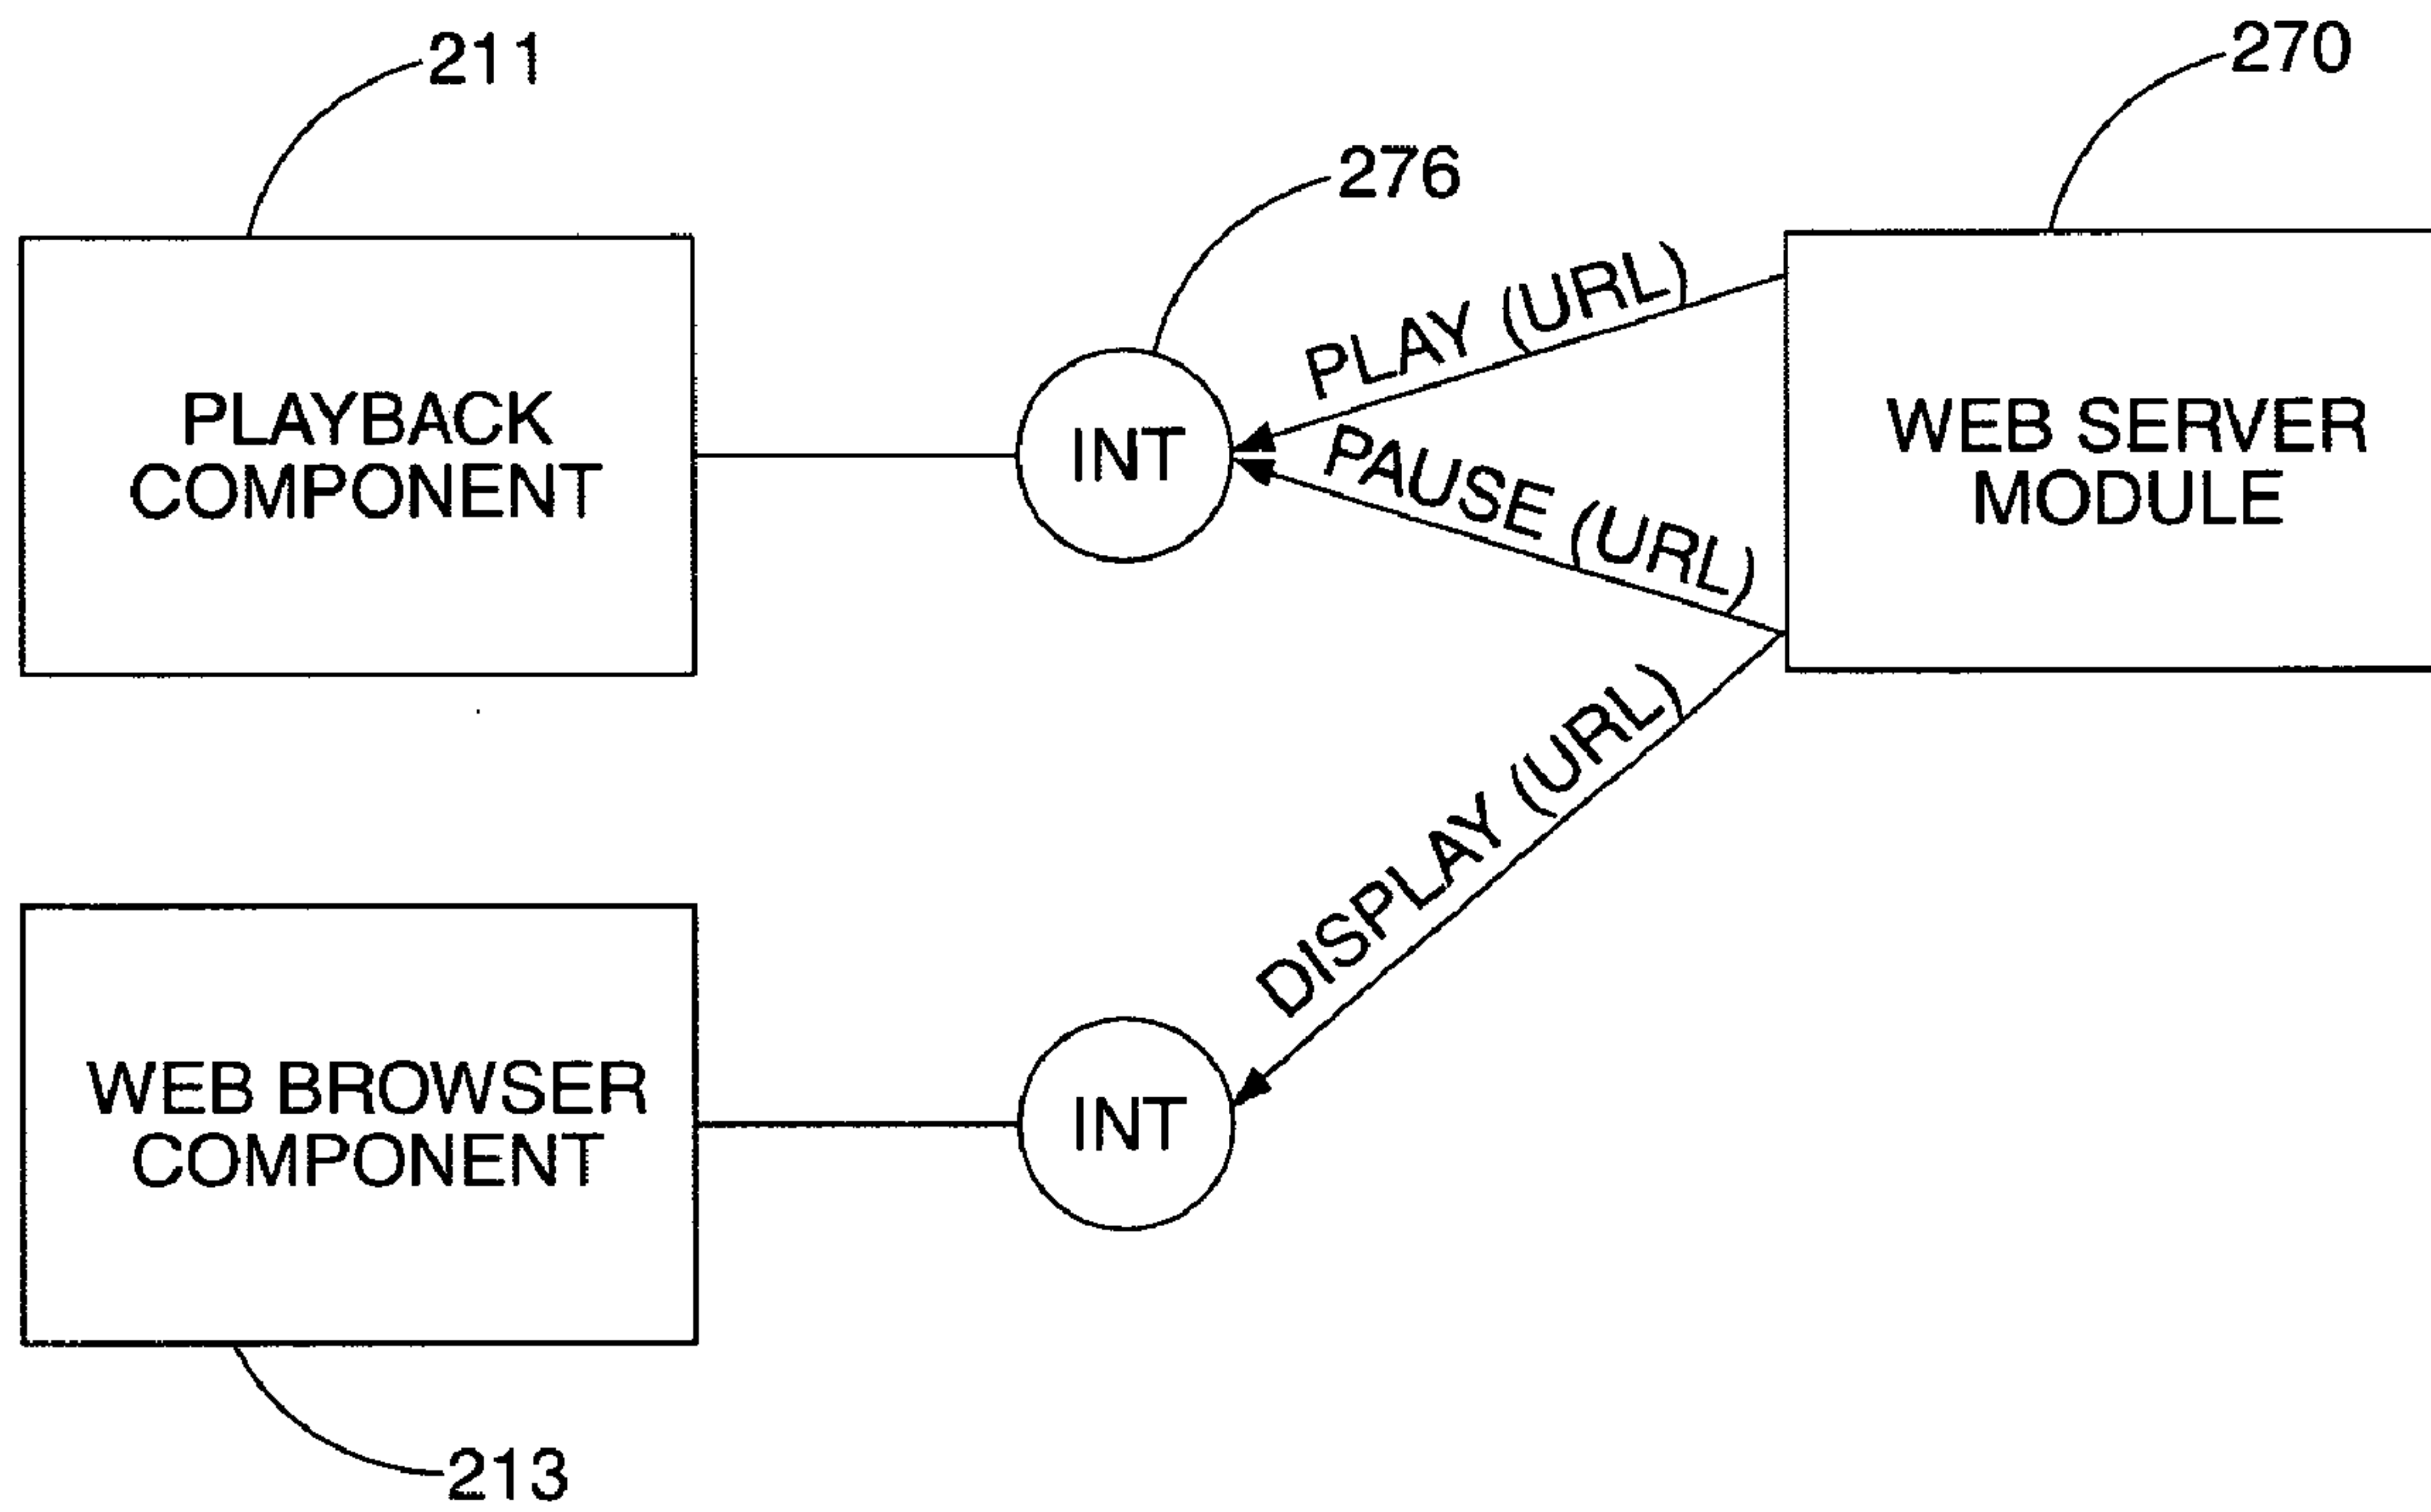 211
270
276
PLAY (URL)
PLAYBACK
COMPONENT
INT
PAUSE (URL)
WEB SERVER
MODULE
DISPLAY (URL)
WEB BROWSER
COMPONENT
INT
213